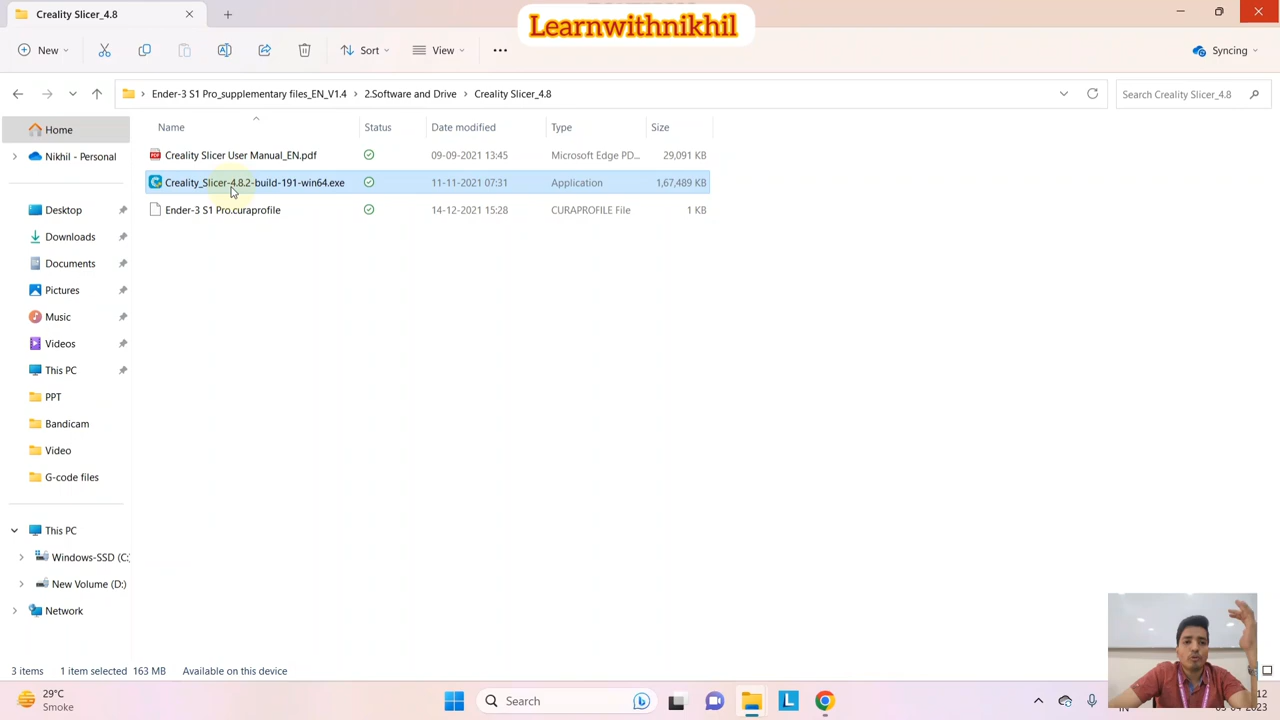 Creality Slicer_4.8
Learnwithnikhil
New
Sort
View
Syncing
Ender-3 S1 Pro_supplementary files_EN_V1.4 > 2.Software and Drive > Creality Slicer_4.8
Search Creality Slicer_4.8
Name Status Date modified Type Size
Creality Slicer User Manual_EN.pdf 09-09-2021 13:45 Microsoft Edge PD... 29,091 KB
Creality_Slicer-4.8.2-build-191-win64.exe 11-11-2021 07:31 Application 1,67,489 KB
Ender-3 S1 Pro.curaprofile 14-12-2021 15:28 CURAPROFILE File 1 KB
Home
Nikhil - Personal
Desktop
Downloads
Documents
Pictures
Music
Videos
This PC
PPT
Bandicam
Video
G-code files
This PC
Windows-SSD (C:)
New Volume (D:)
Network
3 items 1 item selected 163 MB Available on this device
29°C
Smoke
Search